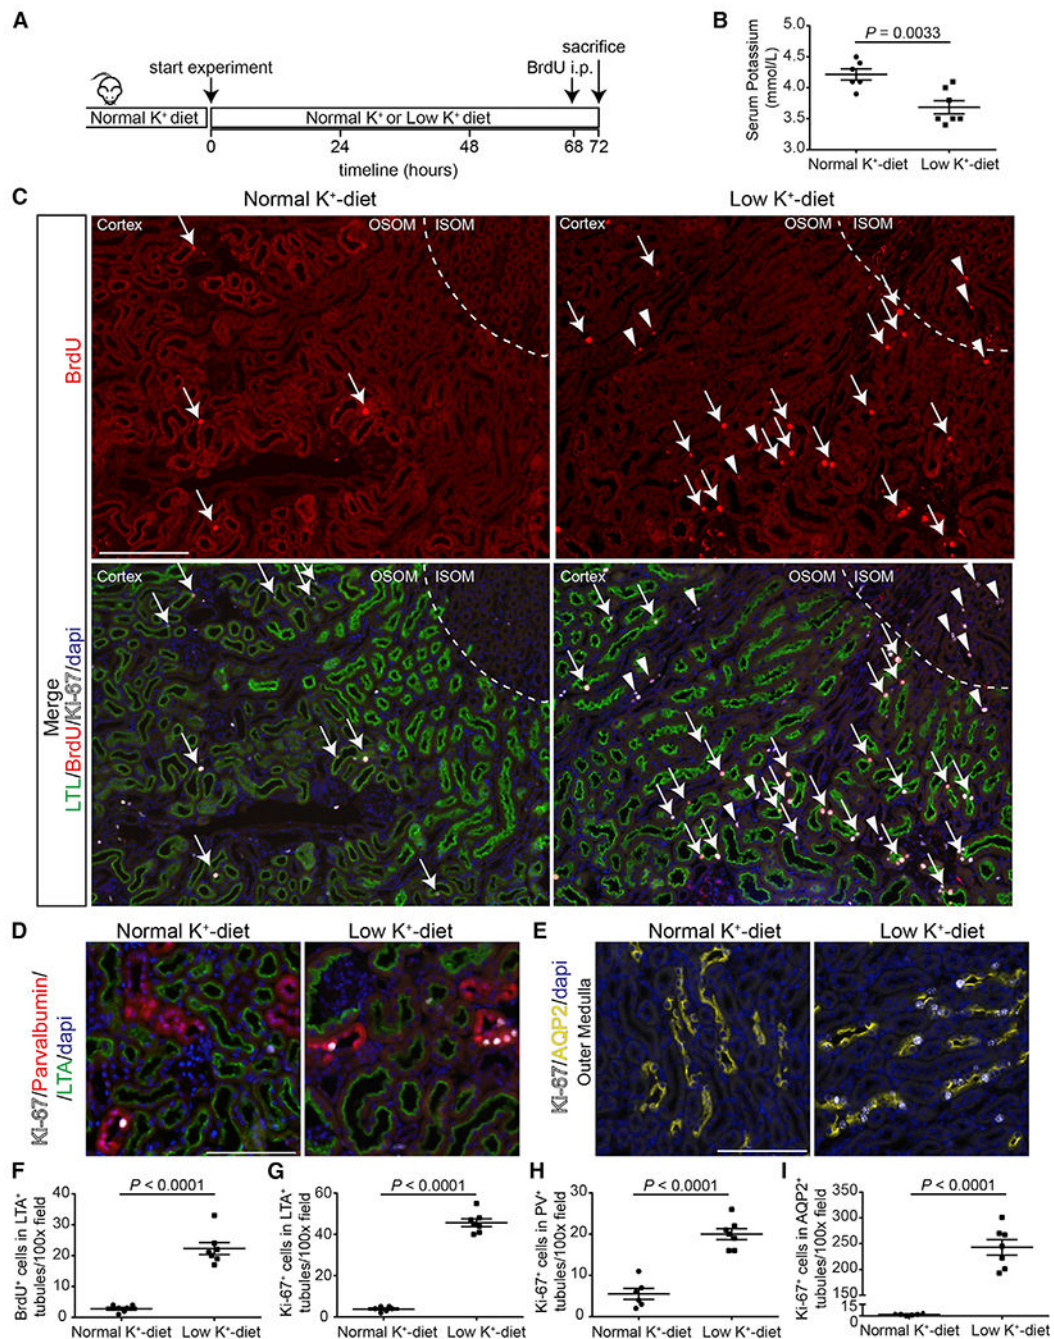 A
start experiment
sacrifice
BrdU i.p.
Normal K⁺ diet
Normal K⁺ or Low K⁺ diet
0
24
48
68 72
timeline (hours)
B
P = 0.0033
Serum Potassium
(mmol/L)
4.5
4.0
3.5
3.0
5.0
Normal K⁺-diet
Low K⁺-diet
C
Normal K⁺-diet
Low K⁺-diet
BrdU
Cortex
OSOM
ISOM
Cortex
OSOM
ISOM
Merge
LTL/BrdU/Ki-67/dapi
Cortex
OSOM
ISOM
Cortex
OSOM
ISOM
D
Normal K⁺-diet
Low K⁺-diet
Ki-67/Parvalbumin/
/LTA/dapi
E
Normal K⁺-diet
Low K⁺-diet
Ki-67/AQP2/dapi
Outer Medulla
F
P < 0.0001
BrdU⁺ cells in LTA⁺
tubules/100x field
40
30
20
10
0
Normal K⁺-diet
Low K⁺-diet
G
P < 0.0001
Ki-67⁺ cells in LTA⁺
tubules/100x field
60
40
20
0
Normal K⁺-diet
Low K⁺-diet
H
P < 0.0001
Ki-67⁺ cells in PV⁺
tubules/100x field
30
20
10
0
Normal K⁺-diet
Low K⁺-diet
I
P < 0.0001
Ki-67⁺ cells in AQP2⁺
tubules/100x field
350
300
250
200
150
15
0
Normal K⁺-diet
Low K⁺-diet